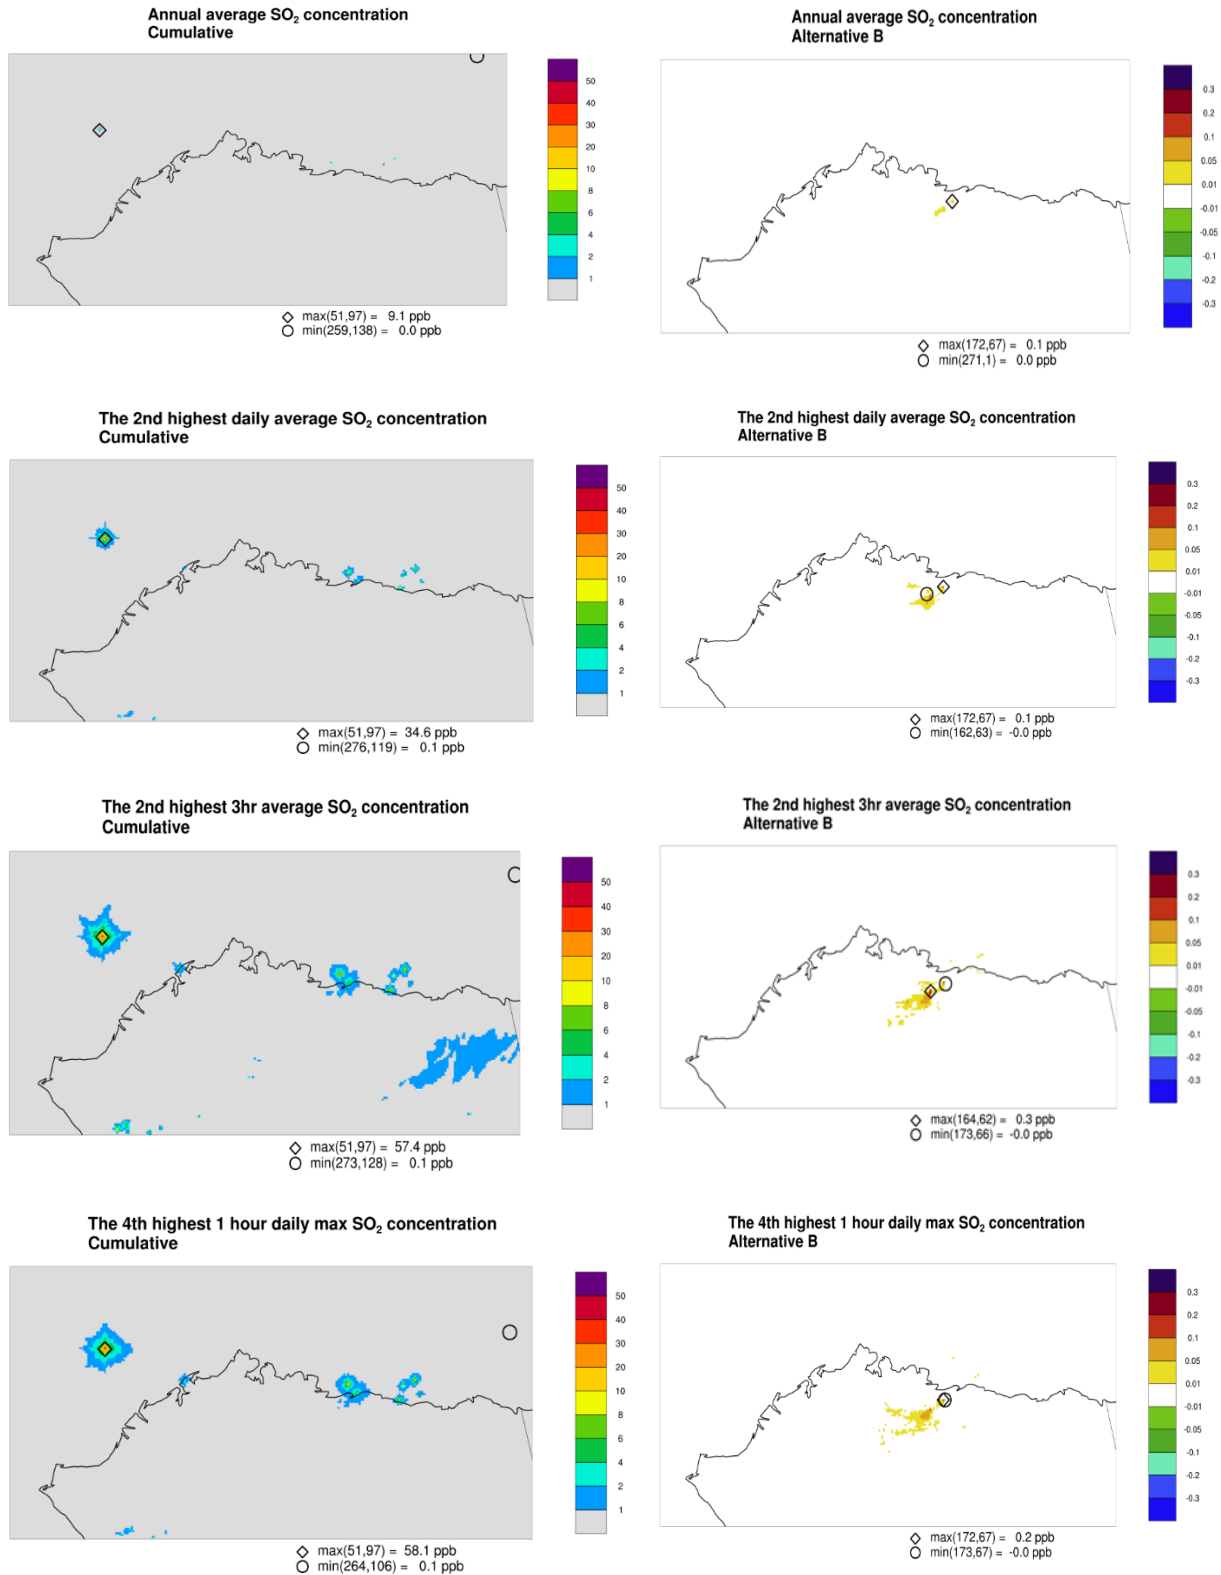 Annual average SO₂ concentration
Cumulative
50
40
30
20
10
8
6
4
2
1
max(51,97) = 9.1 ppb
min(259,138) = 0.0 ppb
Annual average SO₂ concentration
Alternative B
0.3
0.2
0.1
0.05
0.01
-0.01
-0.05
-0.1
-0.2
-0.3
max(172,67) = 0.1 ppb
min(271,1) = 0.0 ppb
The 2nd highest daily average SO₂ concentration
Cumulative
50
40
30
20
10
8
6
4
2
1
max(51,97) = 34.6 ppb
min(276,119) = 0.1 ppb
The 2nd highest daily average SO₂ concentration
Alternative B
0.3
0.2
0.1
0.05
0.01
-0.01
-0.05
-0.1
-0.2
-0.3
max(172,67) = 0.1 ppb
min(162,63) = -0.0 ppb
The 2nd highest 3hr average SO₂ concentration
Cumulative
50
40
30
20
10
8
6
4
2
1
max(51,97) = 57.4 ppb
min(273,128) = 0.1 ppb
The 2nd highest 3hr average SO₂ concentration
Alternative B
0.3
0.2
0.1
0.05
0.01
-0.01
-0.05
-0.1
-0.2
-0.3
max(164,62) = 0.3 ppb
min(173,66) = -0.0 ppb
The 4th highest 1 hour daily max SO₂ concentration
Cumulative
50
40
30
20
10
8
6
4
2
1
max(51,97) = 58.1 ppb
min(264,106) = 0.1 ppb
The 4th highest 1 hour daily max SO₂ concentration
Alternative B
0.3
0.2
0.1
0.05
0.01
-0.01
-0.05
-0.1
-0.2
-0.3
max(172,67) = 0.2 ppb
min(173,67) = -0.0 ppb